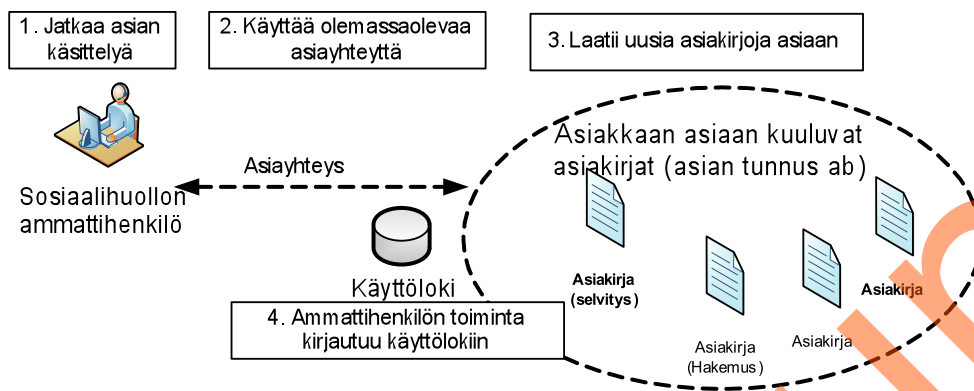 1. Jatkaa asian
käsittelyä
2. Käyttää olemassaolevaa
asiayhteyttä
3. Laatii uusia asiakirjoja asiaan
Asiakkaan asiaan kuuluvat
asiakirjat (asian tunnus ab)
Asiayhteys
Sosiaalihuollon
ammattihenkilö
Käyttöloki
Asiakirja
(selvitys)
Asiakirja
(Hakemus)
Asiakirja
Asiakirja
4. Ammattihenkilön toiminta
kirjautuu käyttölokiin